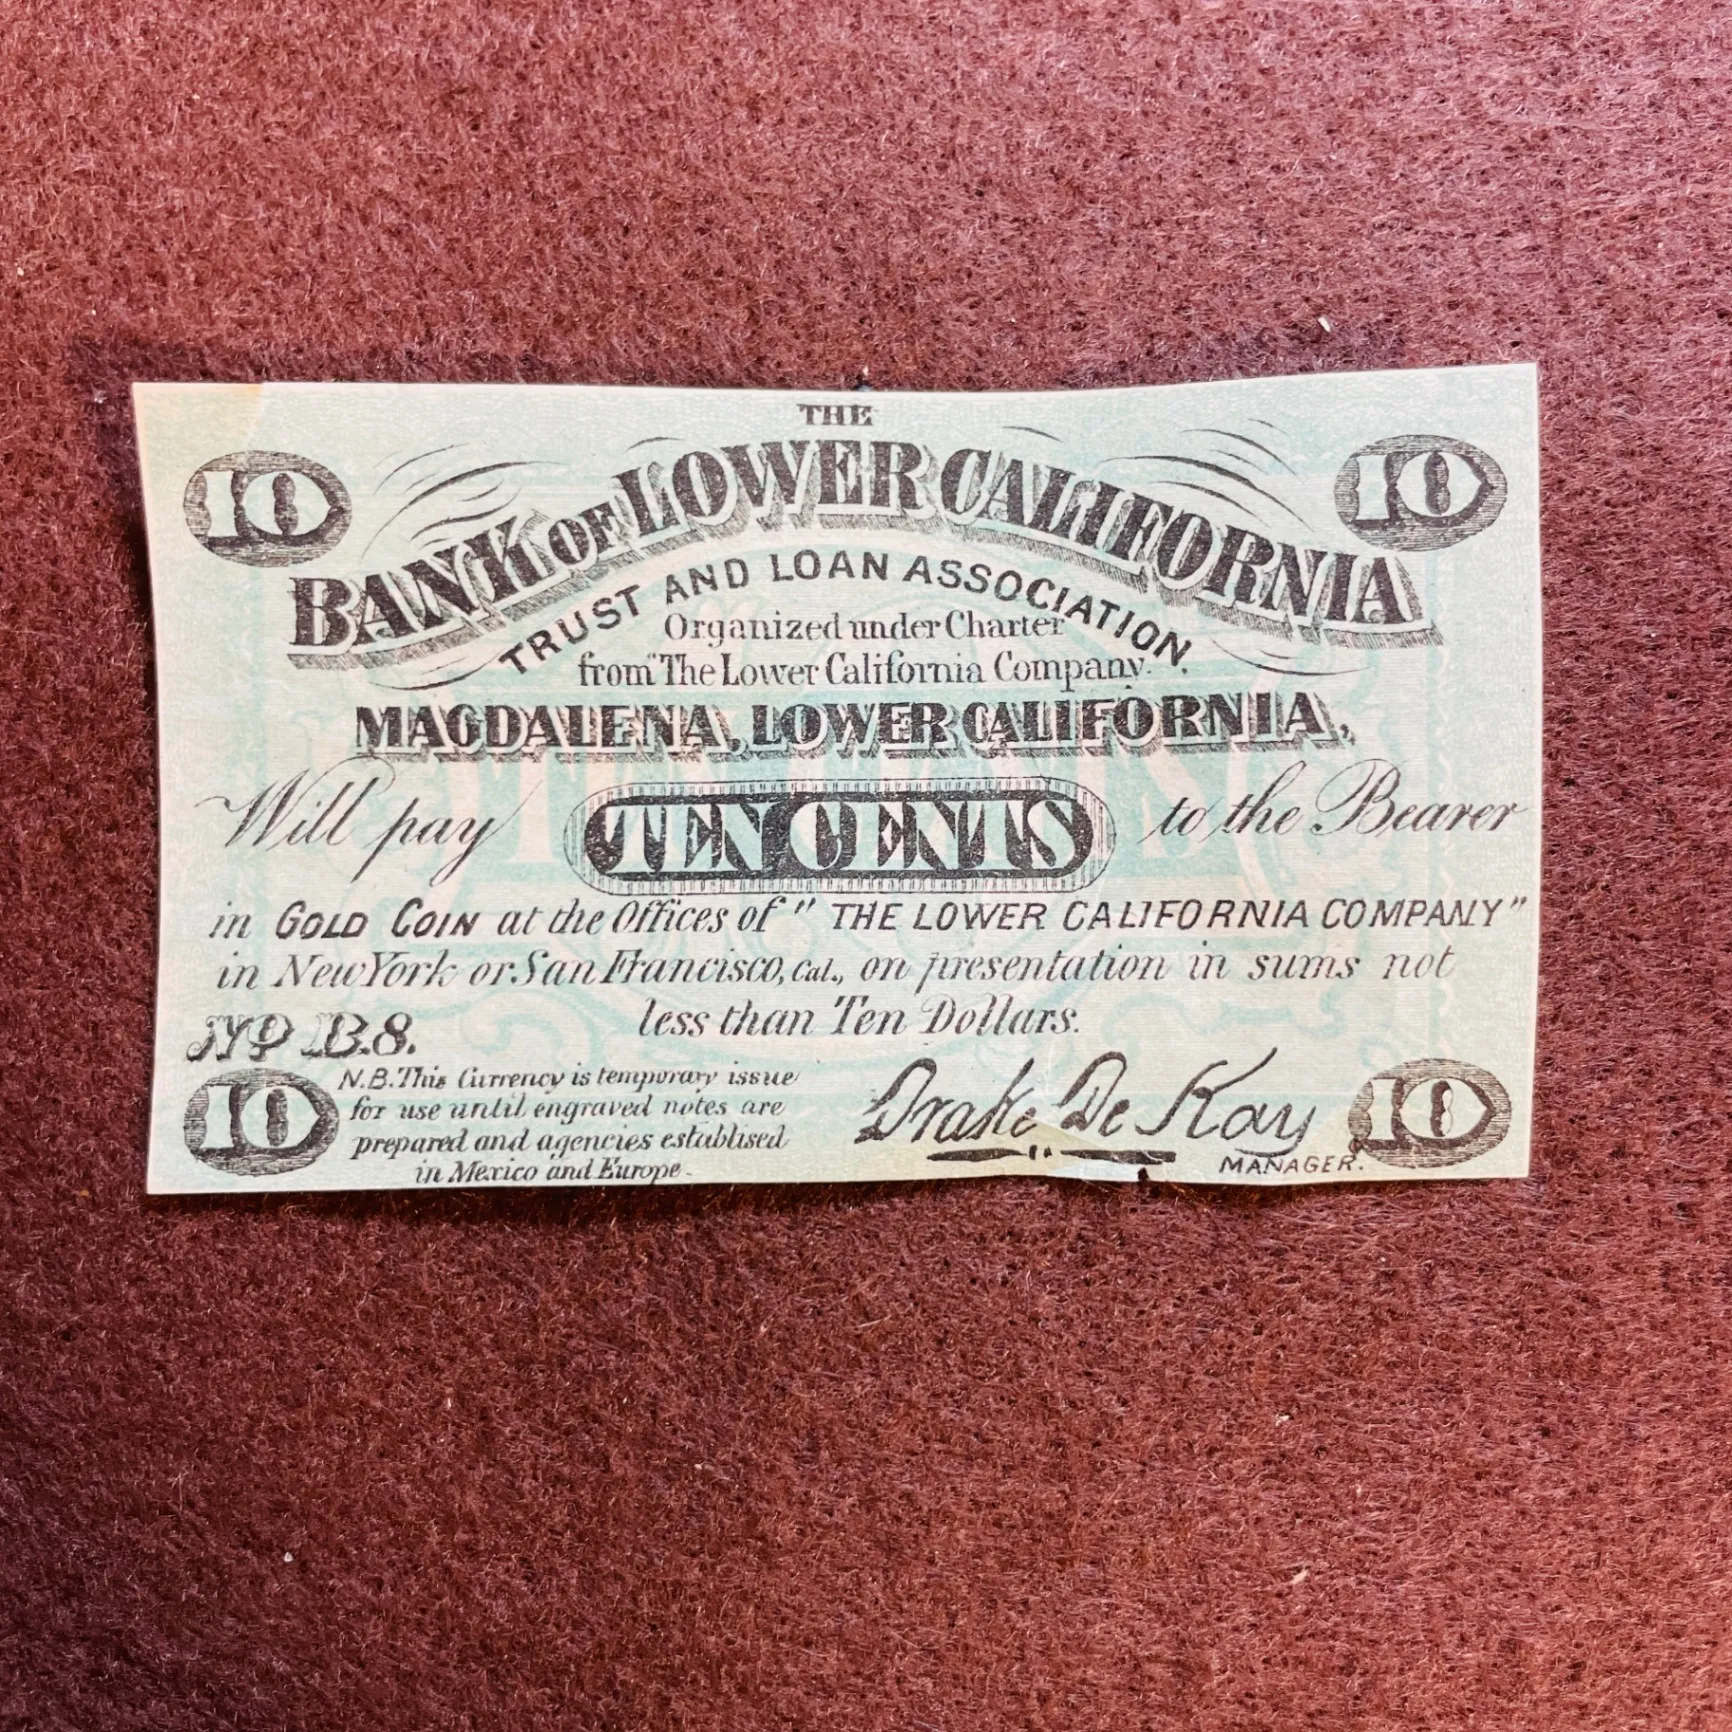 THE
10 10
BANK OF LOWER CALIFORNIA
TRUST AND LOAN ASSOCIATION.
Organized under Charter
from "The Lower California Company.
MAGDALENA, LOWER CALIFORNIA,
Will pay TEN CENTS to the Bearer
in GOLD COIN at the Offices of "THE LOWER CALIFORNIA COMPANY"
in New York or San Francisco, Cal., on presentation in sums not
less than Ten Dollars.
No B.8.
10 10
N.B. This Currency is temporary issue
for use until engraved notes are
prepared and agencies establised
in Mexico and Europe.
Drake De Kay
MANAGER.
TEN CENTS